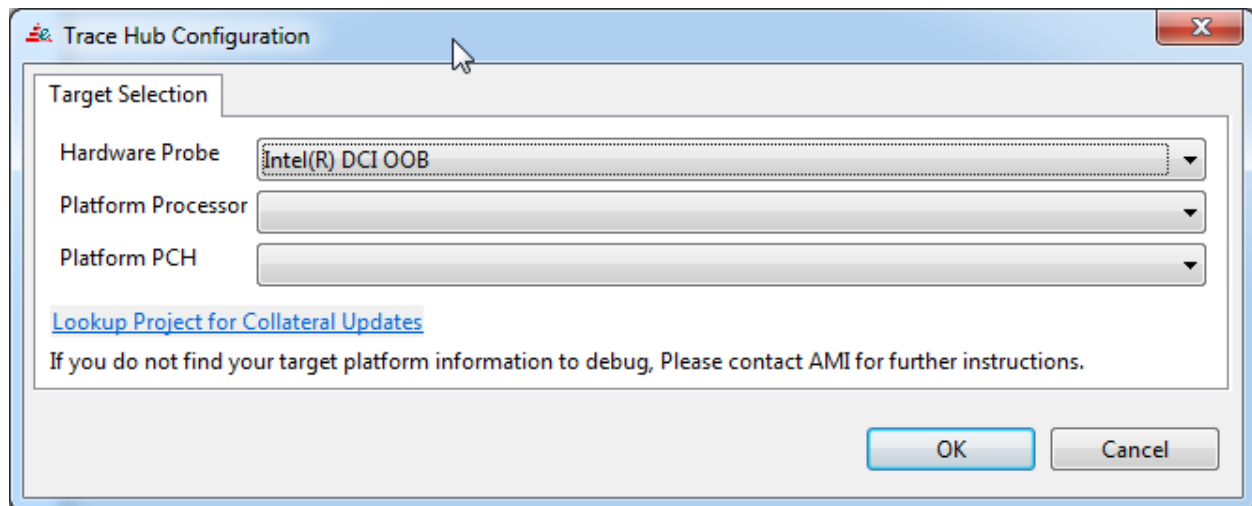 Trace Hub Configuration
Target Selection
Hardware Probe Intel(R) DCI OOB
Platform Processor
Platform PCH
Lookup Project for Collateral Updates
If you do not find your target platform information to debug, Please contact AMI for further instructions.
OK Cancel